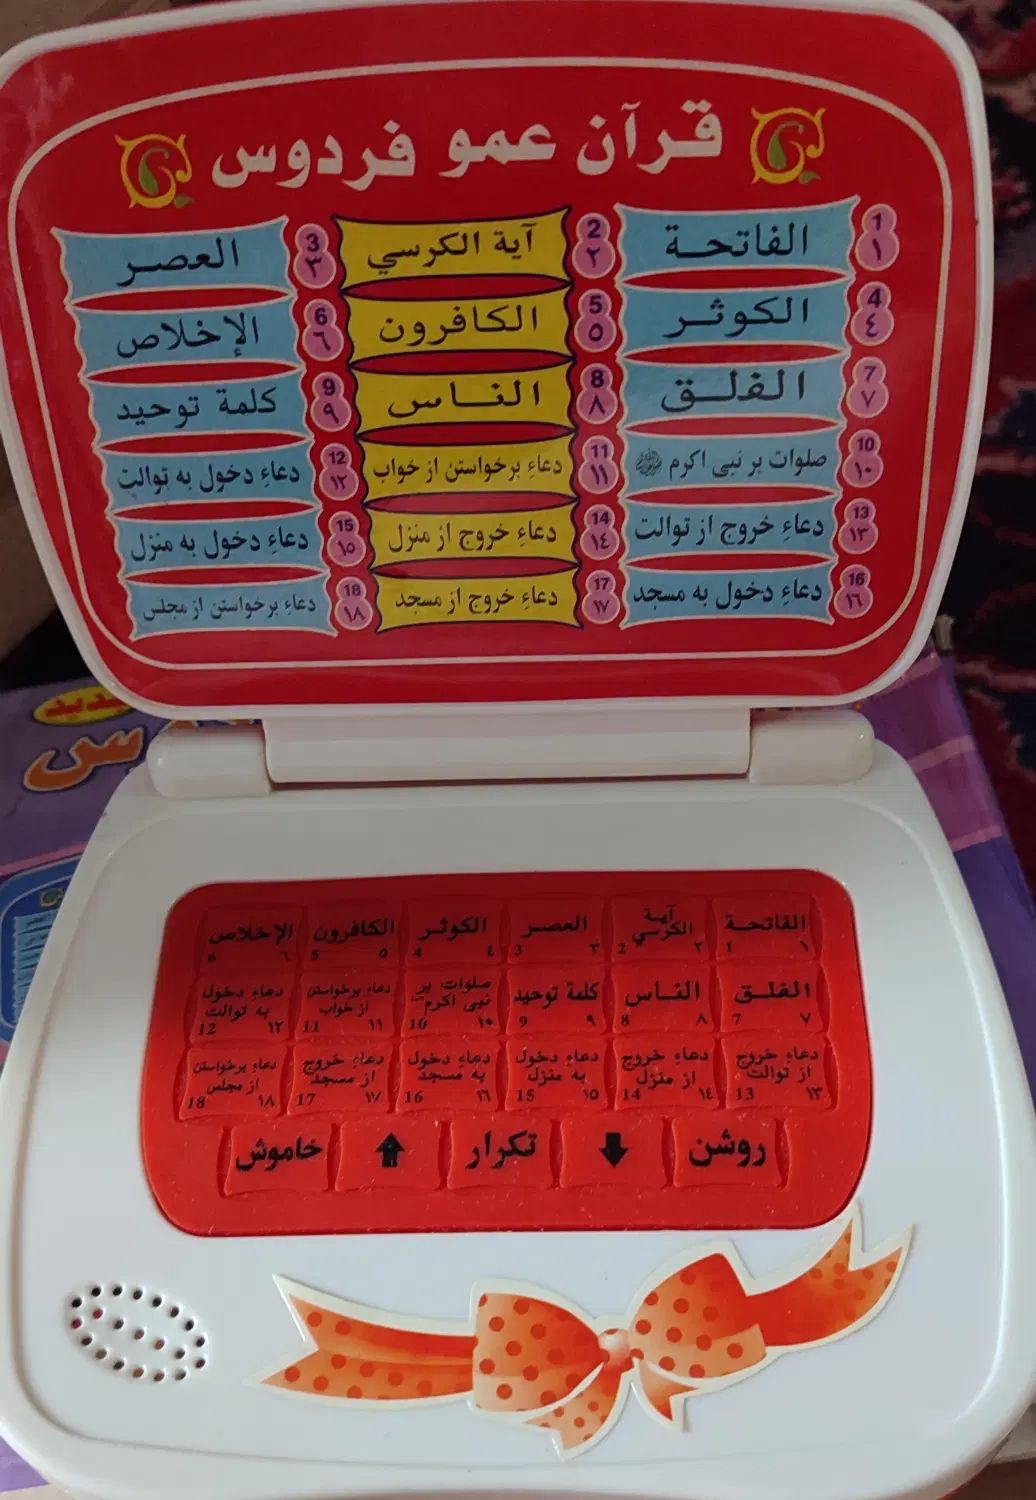 قرآن عمو فردوس
1 ١ الفاتحة 2 ٢ آية الكرسي 3 ٣ العصر
4 ٤ الكوثر 5 ٥ الكافرون 6 ٦ الإخلاص
7 ٧ الفلق 8 ٨ الناس 9 ٩ كلمة توحيد
10 ١٠ صلوات بر نبی اکرم ﷺ 11 ١١ دعاءِ برخواستن از خواب 12 ١٢ دعاءِ دخول به توالت
13 ١٣ دعاءِ خروج از توالت 14 ١٤ دعاءِ خروج از منزل 15 ١٥ دعاءِ دخول به منزل
16 ١٦ دعاءِ دخول به مسجد 17 ١٧ دعاءِ خروج از مسجد 18 ١٨ دعاءِ برخواستن از مجلس
الفاتحة 1 ١
آية
الكرسي 2 ٢
العصر 3 ٣
الكوثر 4 ٤
الكافرون 5 ٥
الإخلاص 6 ٦
الفلق 7 ٧
الناس 8 ٨
كلمة توحيد 9 ٩
صلوات بر
نبی اکرم 10 ١٠
دعاءِ برخواستن
از خواب 11 ١١
دعاءِ دخول
به توالت 12 ١٢
دعاءِ خروج
از توالت 13 ١٣
دعاءِ خروج
از منزل 14 ١٤
دعاءِ دخول
به منزل 15 ١٥
دعاءِ دخول
به مسجد 16 ١٦
دعاءِ خروج
از مسجد 17 ١٧
دعاءِ برخواستن
از مجلس 18 ١٨
روشن تکرار خاموش